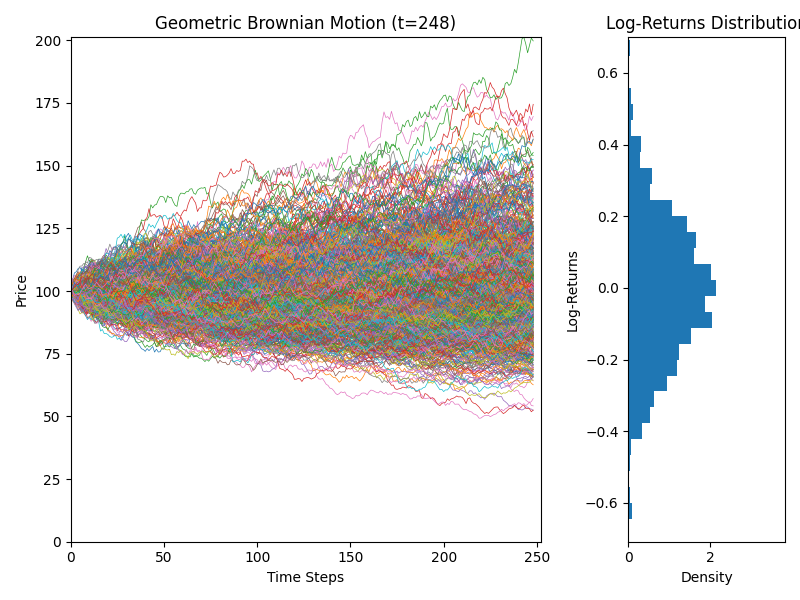 Geometric Brownian Motion (t=248)
Price
200
175
150
125
100
75
50
25
0
0 50 100 150 200 250
Time Steps
Log-Returns Distribution
Log-Returns
0.6
0.4
0.2
0.0
−0.2
−0.4
−0.6
0 2
Density